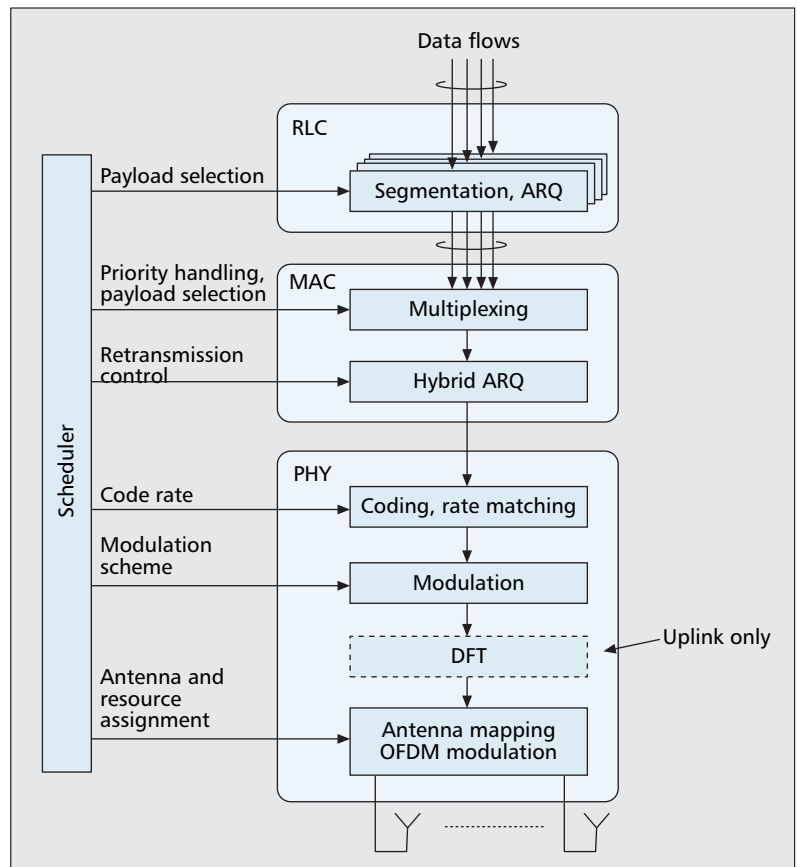 Data flows
RLC
Payload selection
Segmentation, ARQ
Priority handling,
payload selection
MAC
Multiplexing
Retransmission
control
Hybrid ARQ
Scheduler
PHY
Code rate
Coding, rate matching
Modulation
scheme
Modulation
Uplink only
DFT
Antenna and
resource
assignment
Antenna mapping
OFDM modulation